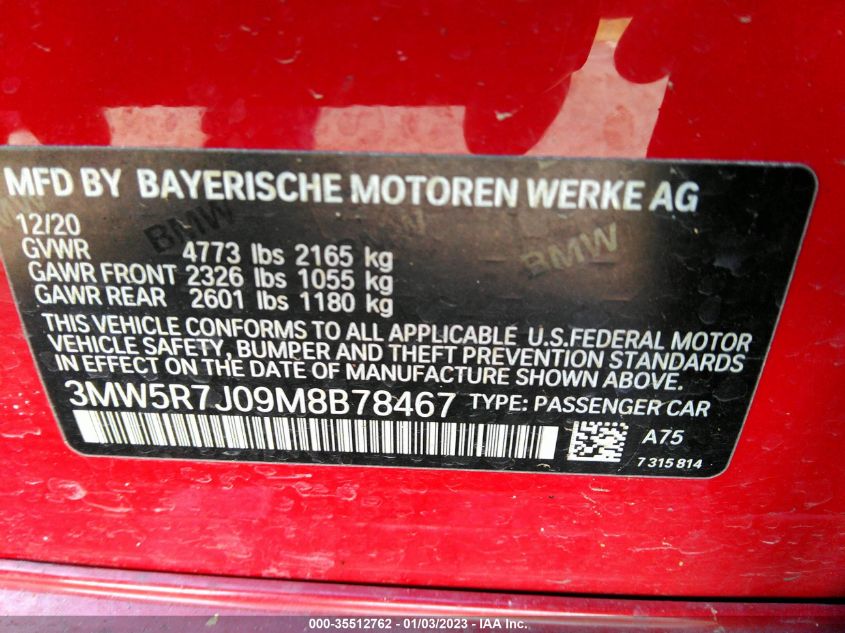 MFD BY BAYERISCHE MOTOREN WERKE AG
BMW BMW BMW
12/20
GVWR 4773 lbs 2165 kg
GAWR FRONT 2326 lbs 1055 kg
GAWR REAR 2601 lbs 1180 kg
THIS VEHICLE CONFORMS TO ALL APPLICABLE U.S.FEDERAL MOTOR
VEHICLE SAFETY, BUMPER AND THEFT PREVENTION STANDARDS
IN EFFECT ON THE DATE OF MANUFACTURE SHOWN ABOVE.
3MW5R7J09M8B78467 TYPE: PASSENGER CAR
A75
7 315 814
000-35512762 - 01/03/2023 - IAA Inc.